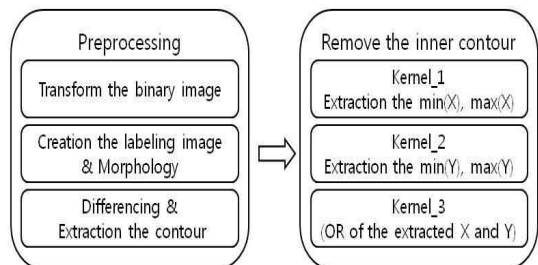 Preprocessing
Transform the binary image
Creation the labeling image
& Morphology
Differencing &
Extraction the contour
Remove the inner contour
Kernel_1
Extraction the min(X), max(X)
Kernel_2
Extraction the min(Y), max(Y)
Kernel_3
(OR of the extracted X and Y)